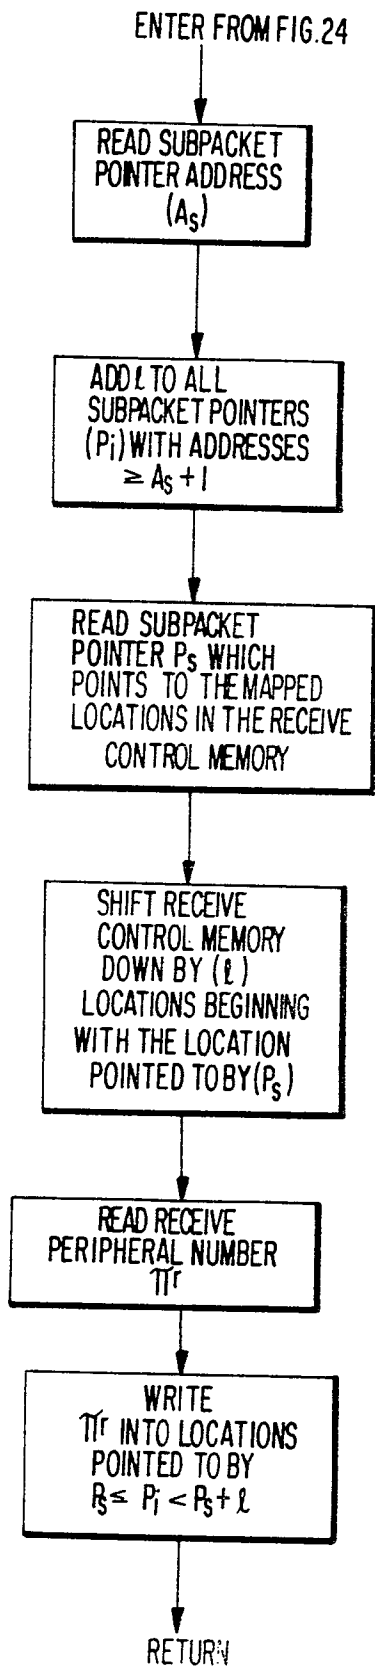 ENTER FROM FIG.24
READ SUBPACKET
POINTER ADDRESS
(As)
ADD ℓ TO ALL
SUBPACKET POINTERS
(Pi) WITH ADDRESSES
≥ As + 1
READ SUBPACKET
POINTER Ps WHICH
POINTS TO THE MAPPED
LOCATIONS IN THE RECEIVE
CONTROL MEMORY
SHIFT RECEIVE
CONTROL MEMORY
DOWN BY (ℓ)
LOCATIONS BEGINNING
WITH THE LOCATION
POINTED TO BY (Ps)
READ RECEIVE
PERIPHERAL NUMBER
πr
WRITE
πr INTO LOCATIONS
POINTED TO BY
Ps ≤ Pi < Ps + ℓ
RETURN